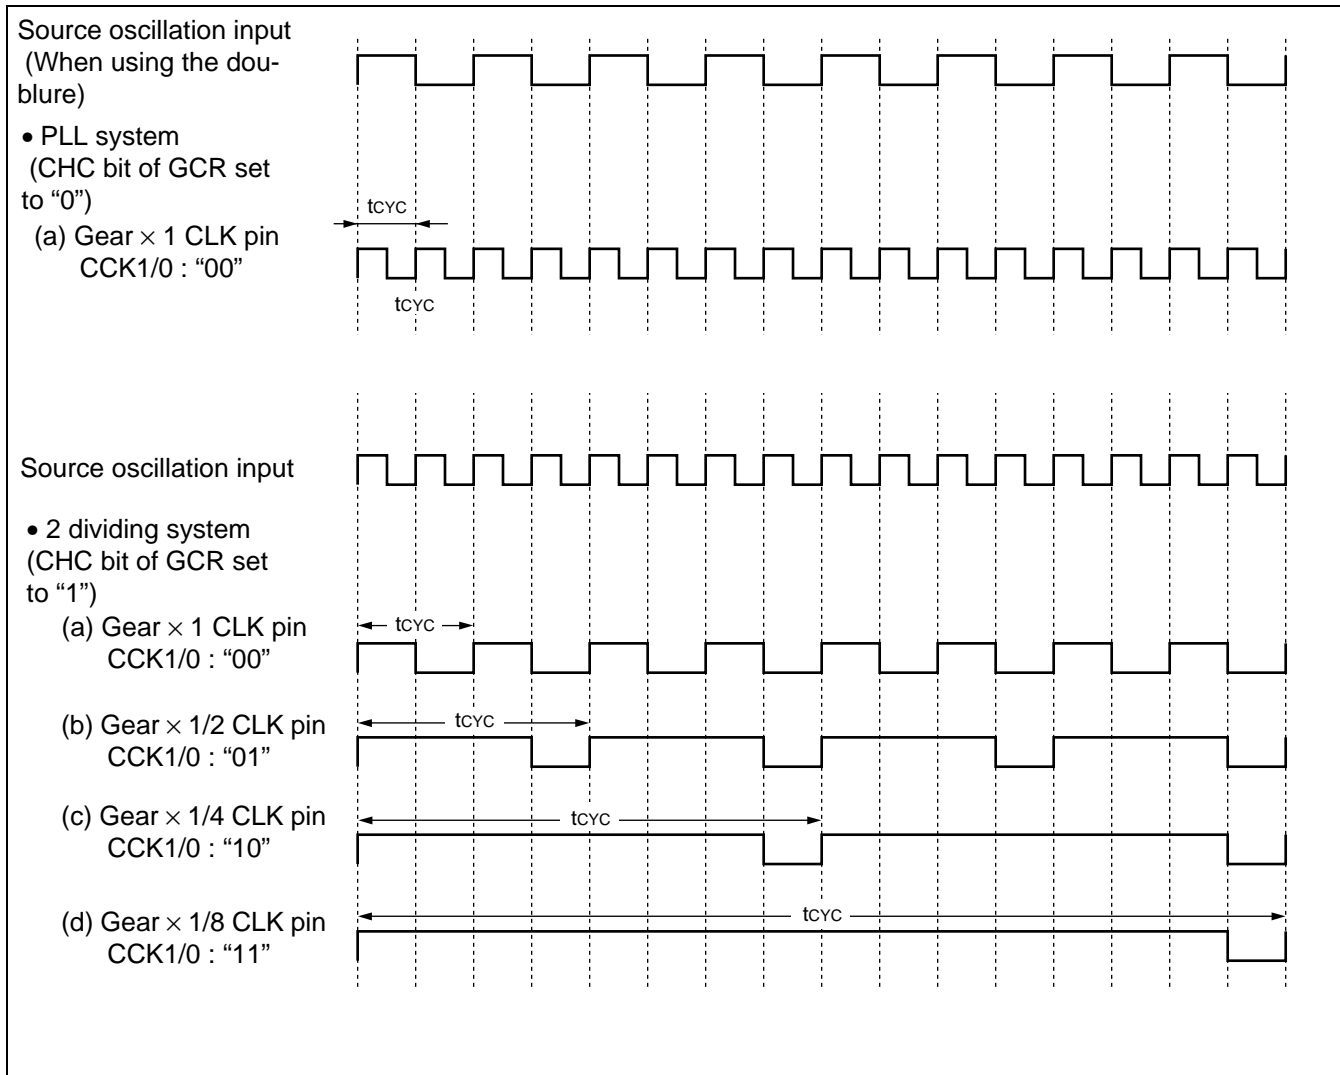 Source oscillation input
(When using the dou-
blure)
• PLL system
(CHC bit of GCR set
to “0”)
tCYC
(a) Gear × 1 CLK pin
CCK1/0 : “00”
tCYC
Source oscillation input
• 2 dividing system
(CHC bit of GCR set
to “1”)
(a) Gear × 1 CLK pin
tCYC
CCK1/0 : “00”
(b) Gear × 1/2 CLK pin
tCYC
CCK1/0 : “01”
(c) Gear × 1/4 CLK pin
tCYC
CCK1/0 : “10”
(d) Gear × 1/8 CLK pin
tCYC
CCK1/0 : “11”